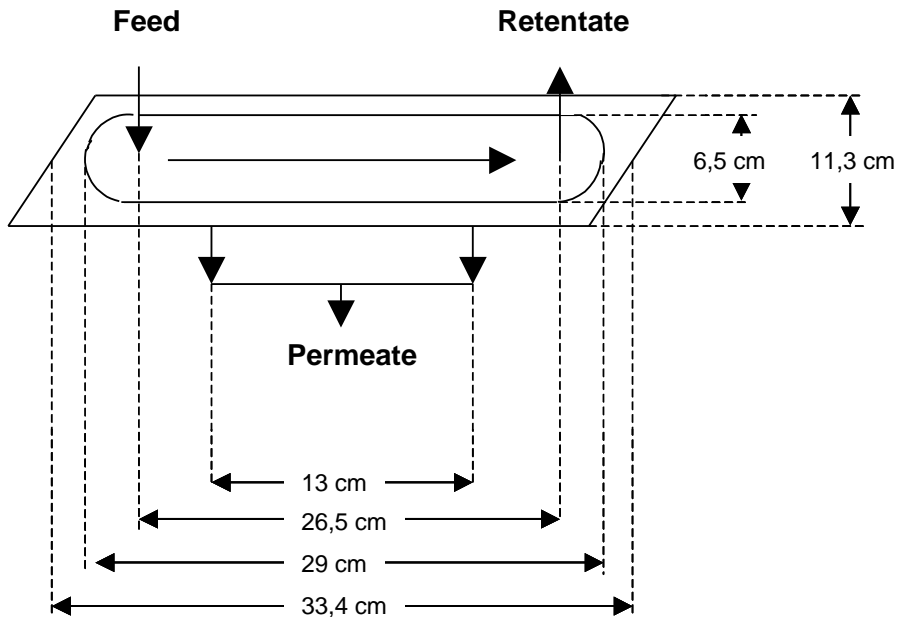 Feed
Retentate
6,5 cm
11,3 cm
Permeate
13 cm
26,5 cm
29 cm
33,4 cm